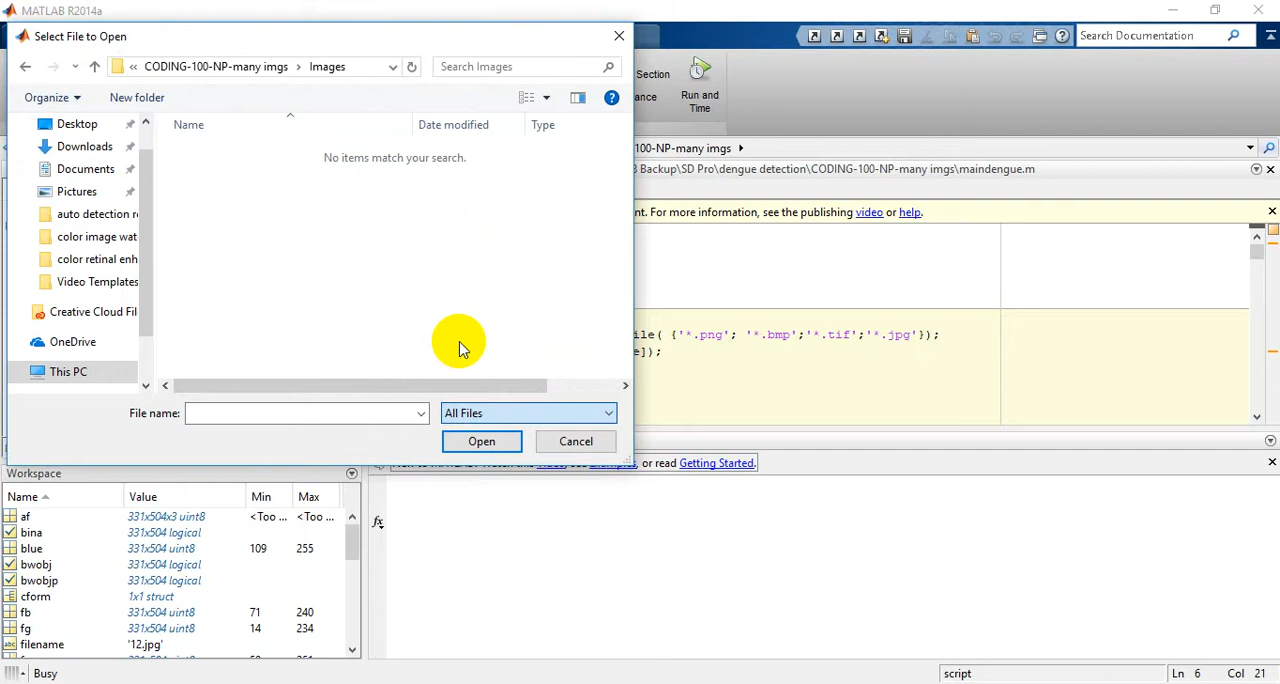 MATLAB R2014a
Select File to Open
Search Documentation
« CODING-100-NP-many imgs › Images
Search Images
Section
ance
Run and
Time
Organize
New folder
Name
Date modified
Type
Desktop
Downloads
Documents
Pictures
auto detection re
color image wat
color retinal enh
Video Templates
Creative Cloud Fil
OneDrive
This PC
No items match your search.
File name:
All Files
Open
Cancel
100-NP-many imgs
B Backup\SD Pro\dengue detection\CODING-100-NP-many imgs\maindengue.m
nt. For more information, see the publishing video or help.
ile( {'*.png'; '*.bmp';'*.tif';'*.jpg'});
e]);
or read Getting Started.
Workspace
Name Value Min Max
af 331x504x3 uint8 <Too ... <Too ...
bina 331x504 logical
blue 331x504 uint8 109 255
bwobj 331x504 logical
bwobjp 331x504 logical
cform 1x1 struct
fb 331x504 uint8 71 240
fg 331x504 uint8 14 234
filename '12.jpg'
fx
Busy
script
Ln 6 Col 21